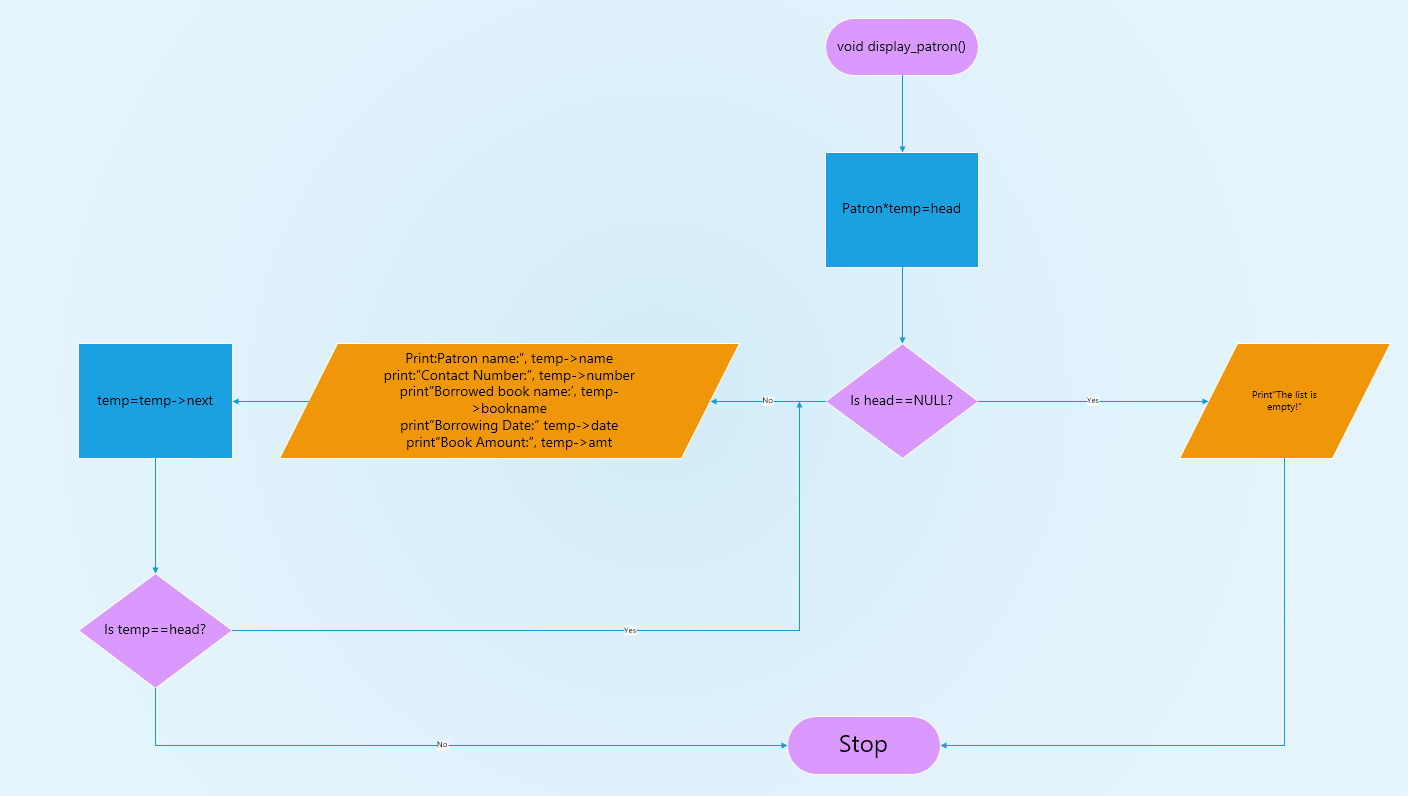 void display_patron()
Patron*temp=head
Is head==NULL?
No
Yes
Print:Patron name:”, temp->name
print:”Contact Number:”, temp->number
print”Borrowed book name:’, temp-
>bookname
print”Borrowing Date:” temp->date
print”Book Amount:”, temp->amt
temp=temp->next
Print”The list is
empty!”
Is temp==head?
Yes
No
Stop